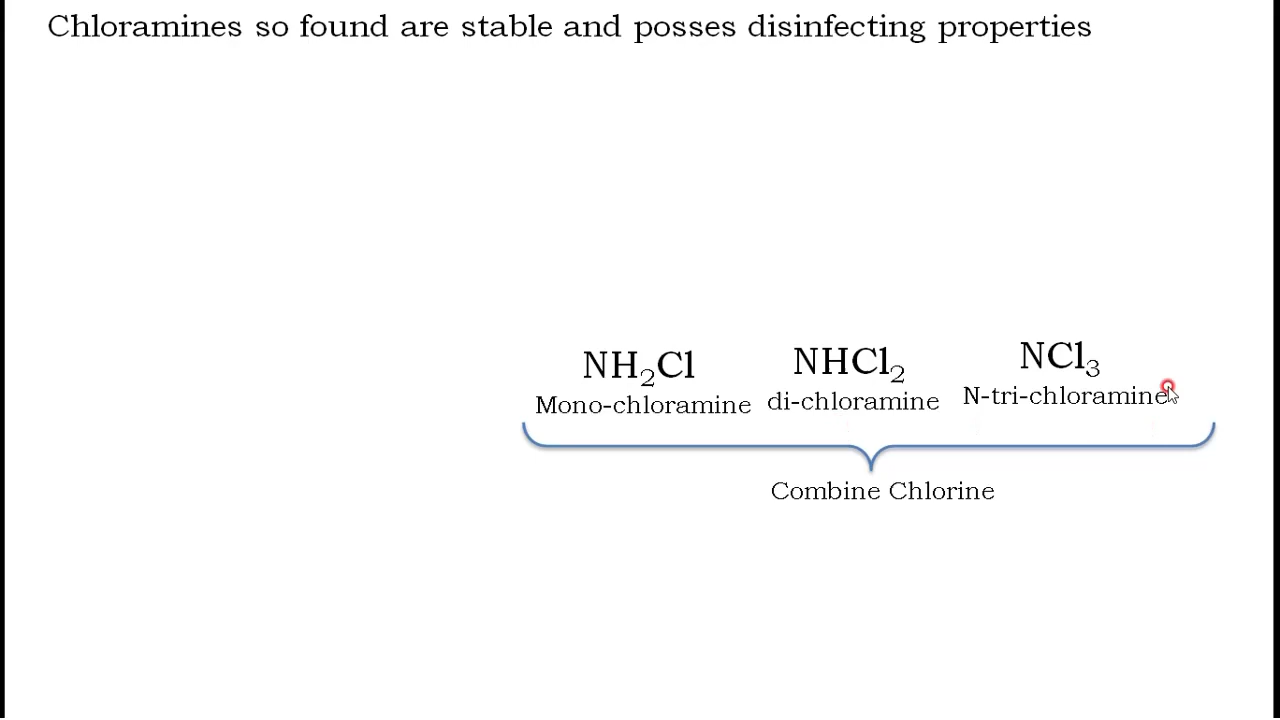 Chloramines so found are stable and posses disinfecting properties
NH₂Cl NHCl₂ NCl₃
Mono-chloramine di-chloramine N-tri-chloramine
Combine Chlorine